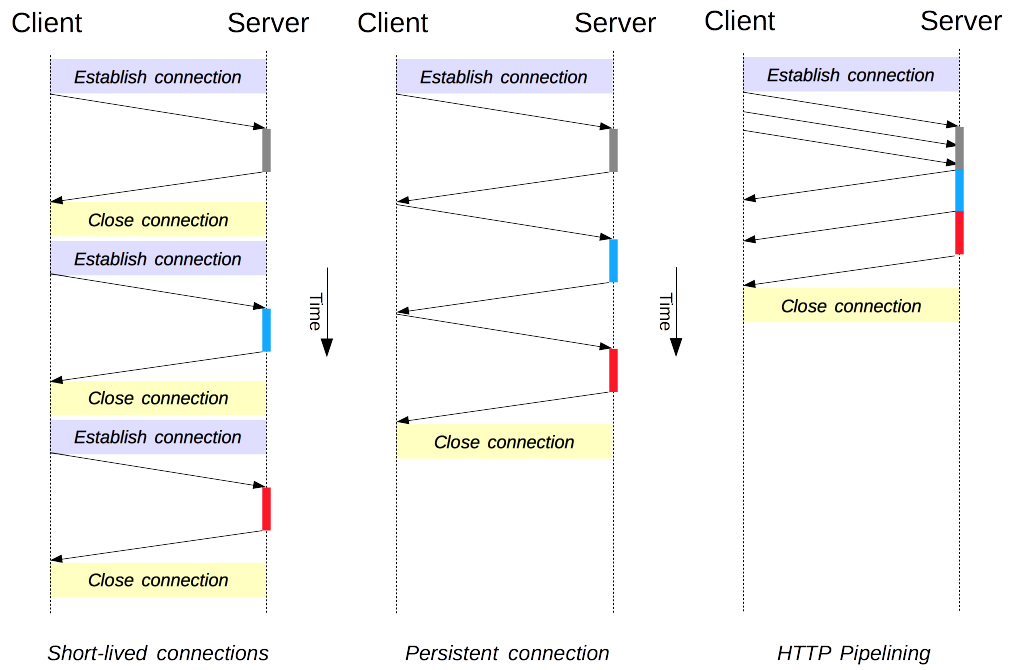 Client Server
Establish connection
Close connection
Establish connection
Close connection
Establish connection
Close connection
Short-lived connections
Time
Client Server
Establish connection
Close connection
Persistent connection
Time
Client Server
Establish connection
Close connection
HTTP Pipelining